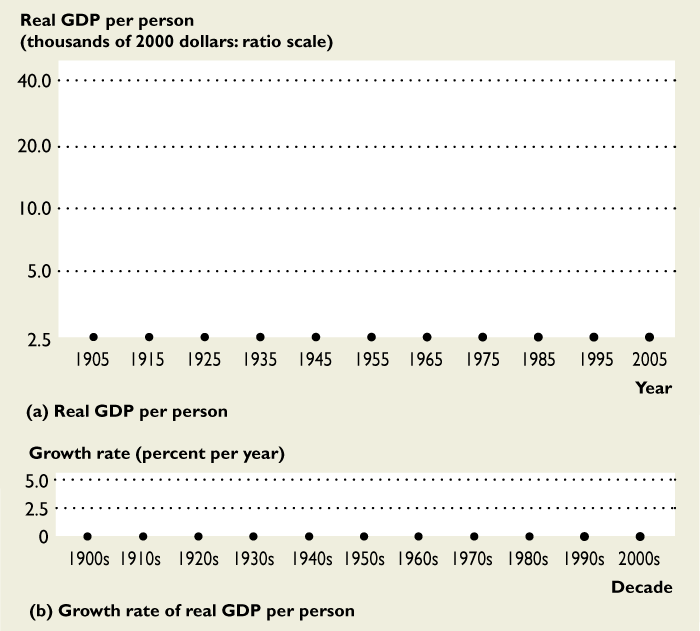 Real GDP per person
(thousands of 2000 dollars: ratio scale)
40.0
20.0
10.0
5.0
2.5
1905 1915 1925 1935 1945 1955 1965 1975 1985 1995 2005
Year
(a) Real GDP per person
Growth rate (percent per year)
5.0
2.5
0
1900s 1910s 1920s 1930s 1940s 1950s 1960s 1970s 1980s 1990s 2000s
Decade
(b) Growth rate of real GDP per person